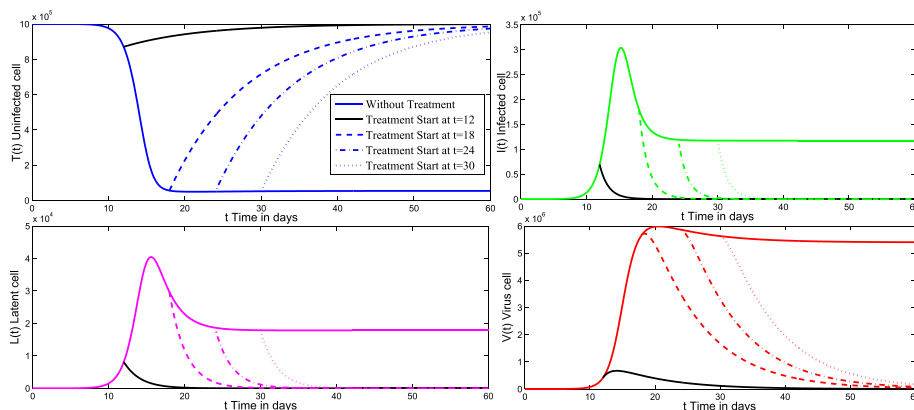 x 10^5
10
8
6
4
2
0
T(t) Uninfected cell
0 10 20 30 40 50 60
t Time in days
Without Treatment
Treatment Start at t=12
Treatment Start at t=18
Treatment Start at t=24
Treatment Start at t=30
x 10^5
3.5
3
2.5
2
1.5
1
0.5
0
I(t) Infected cell
0 10 20 30 40 50 60
t Time in days
x 10^4
5
4
3
2
1
0
L(t) Latent cell
0 10 20 30 40 50 60
t Time in days
x 10^6
6
5
4
3
2
1
0
V(t) Virus cell
0 10 20 30 40 50 60
t Time in days